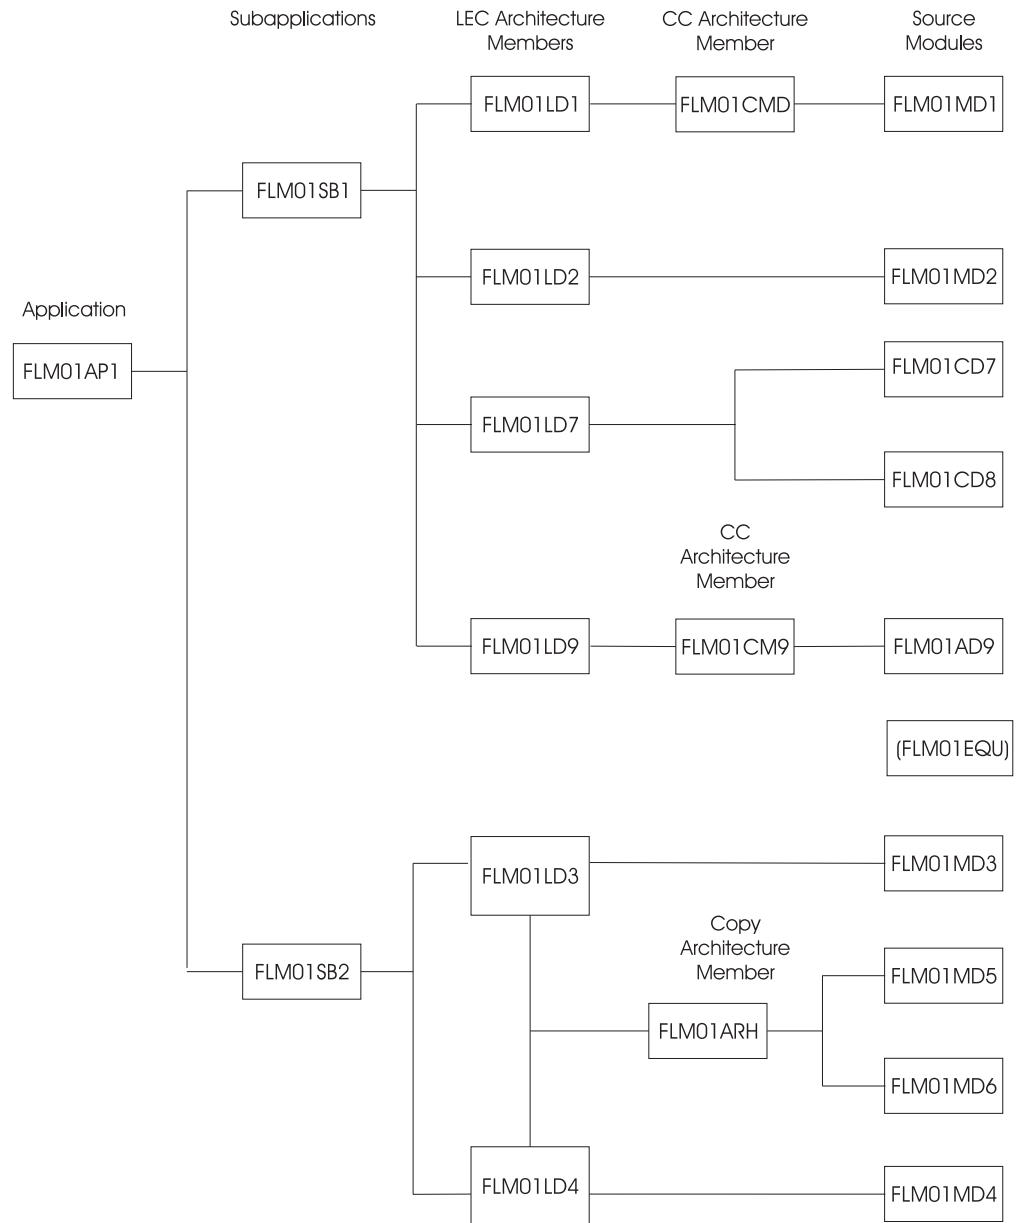 Subapplications
LEC Architecture
Members
CC Architecture
Member
Source
Modules
FLM01LD1
FLM01CMD
FLM01MD1
FLM01SB1
FLM01LD2
FLM01MD2
Application
FLM01AP1
FLM01CD7
FLM01LD7
FLM01CD8
CC
Architecture
Member
FLM01LD9
FLM01CM9
FLM01AD9
(FLM01EQU)
FLM01LD3
FLM01MD3
Copy
Architecture
Member
FLM01SB2
FLM01MD5
FLM01ARH
FLM01MD6
FLM01LD4
FLM01MD4